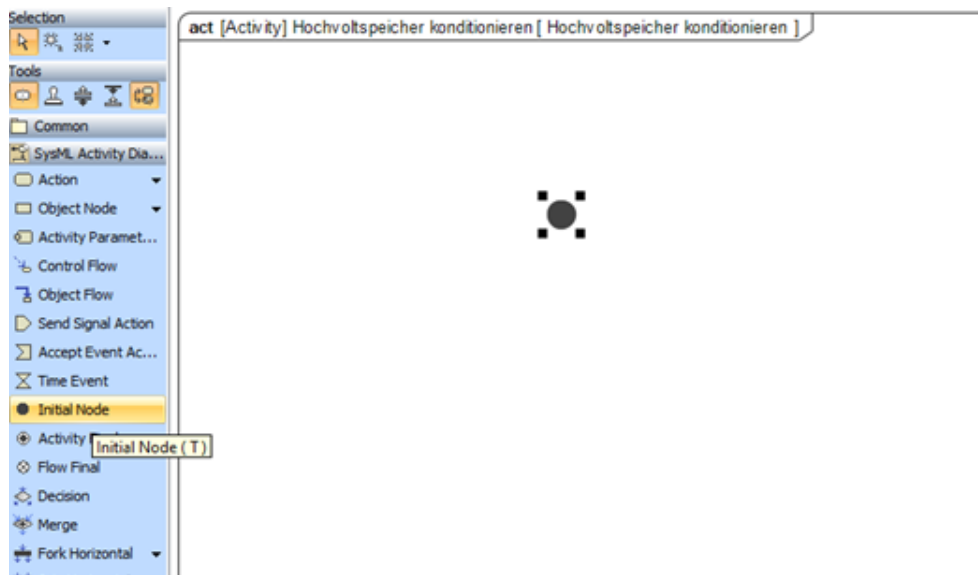 Selection
act [Activity] Hochvoltspeicher konditionieren [ Hochvoltspeicher konditionieren ]
Tools
Common
SysML Activity Dia...
Action
Object Node
Activity Paramet...
Control Flow
Object Flow
Send Signal Action
Accept Event Ac...
Time Event
Initial Node
Activity
Initial Node ( T )
Flow Final
Decision
Merge
Fork Horizontal